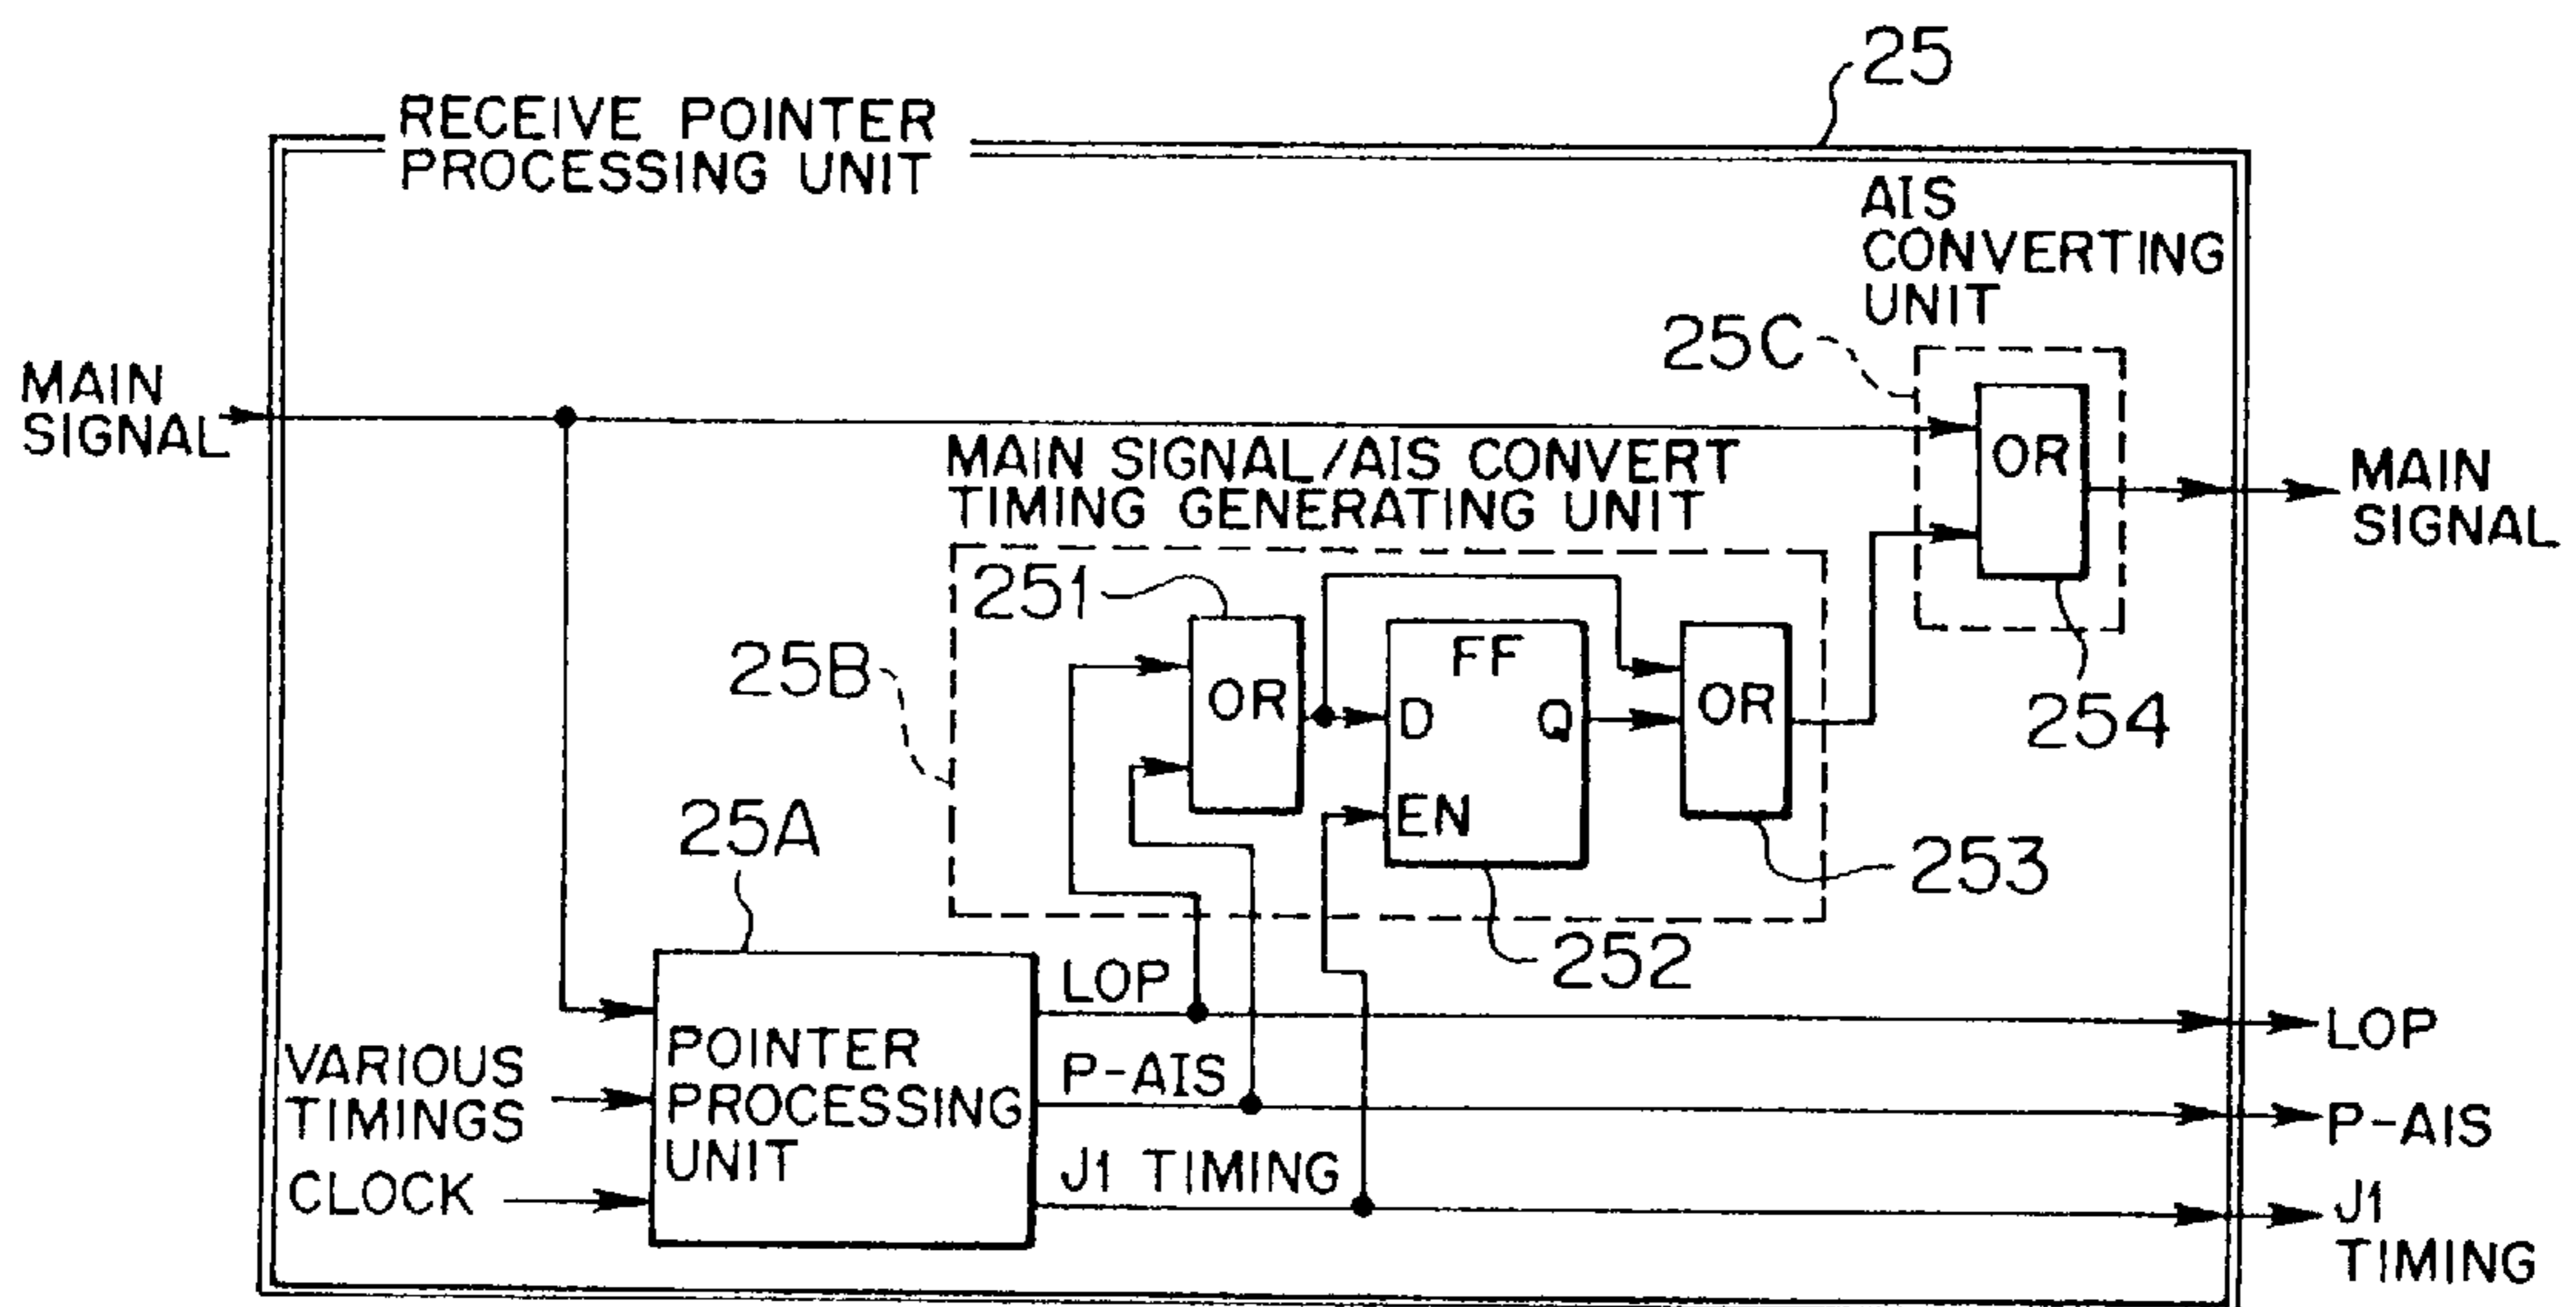 25
RECEIVE POINTER
PROCESSING UNIT
AIS
CONVERTING
UNIT
25C
MAIN
SIGNAL
OR
MAIN SIGNAL/AIS CONVERT
TIMING GENERATING UNIT
MAIN
SIGNAL
251
25B
OR
FF
D
Q
EN
OR
254
25A
253
252
LOP
POINTER
PROCESSING
UNIT
VARIOUS
TIMINGS
CLOCK
P-AIS
J1 TIMING
LOP
P-AIS
J1
TIMING